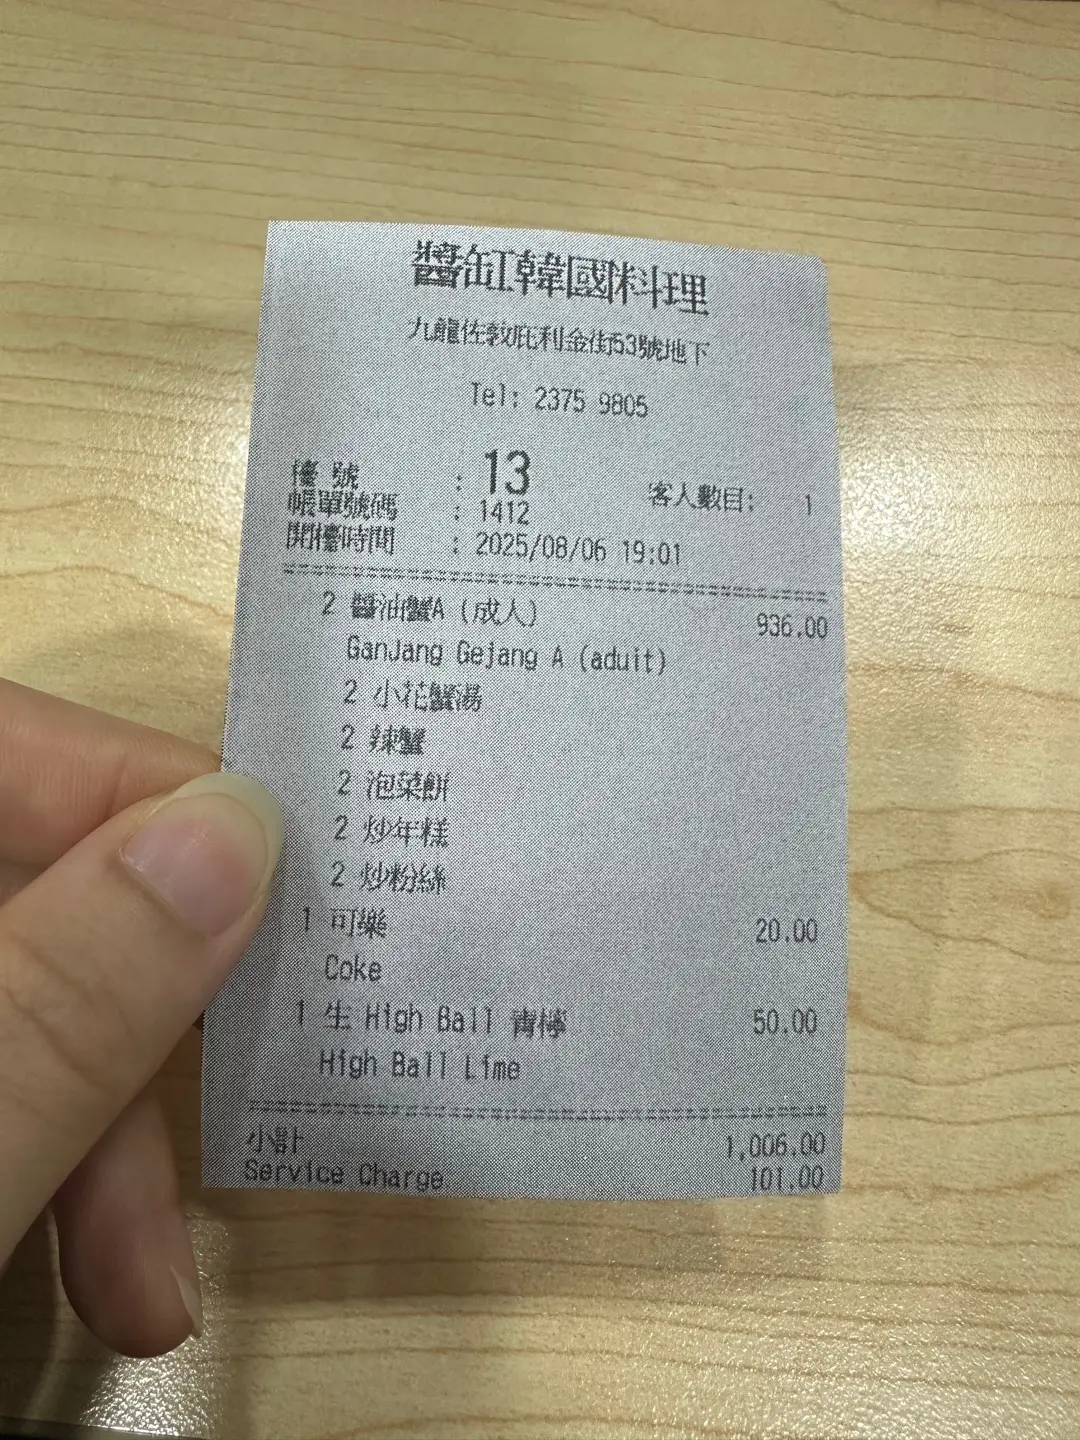 醬缸韓國料理
九龍佐敦庇利金街53號地下
Tel: 2375 9805
檯號 : 13 客人數目: 1
帳單號碼 : 1412
開檯時間 : 2025/08/06 19:01
2 醬油蟹A (成人) 936.00
GanJang Gejang A (aduit)
2 小花蟹湯
2 辣蟹
2 泡菜餅
2 炒年糕
2 炒粉絲
1 可樂 20.00
Coke
1 生 High Ball 青檸 50.00
High Ball Lime
小計 1,006.00
Service Charge 101.00